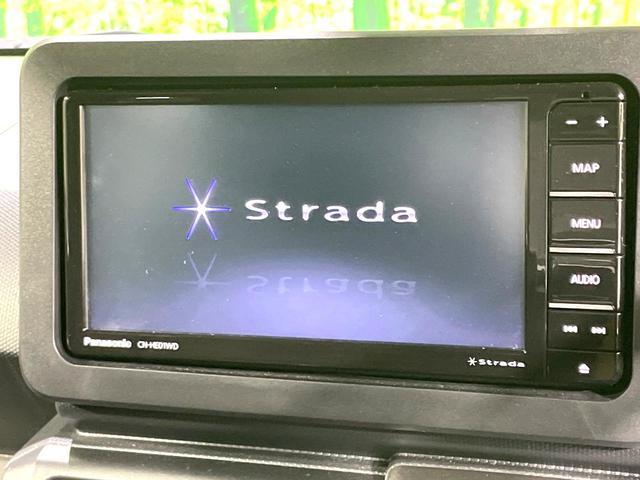 Strada
− +
MAP
MENU
AUDIO
Panasonic CN-HE01WD
Strada